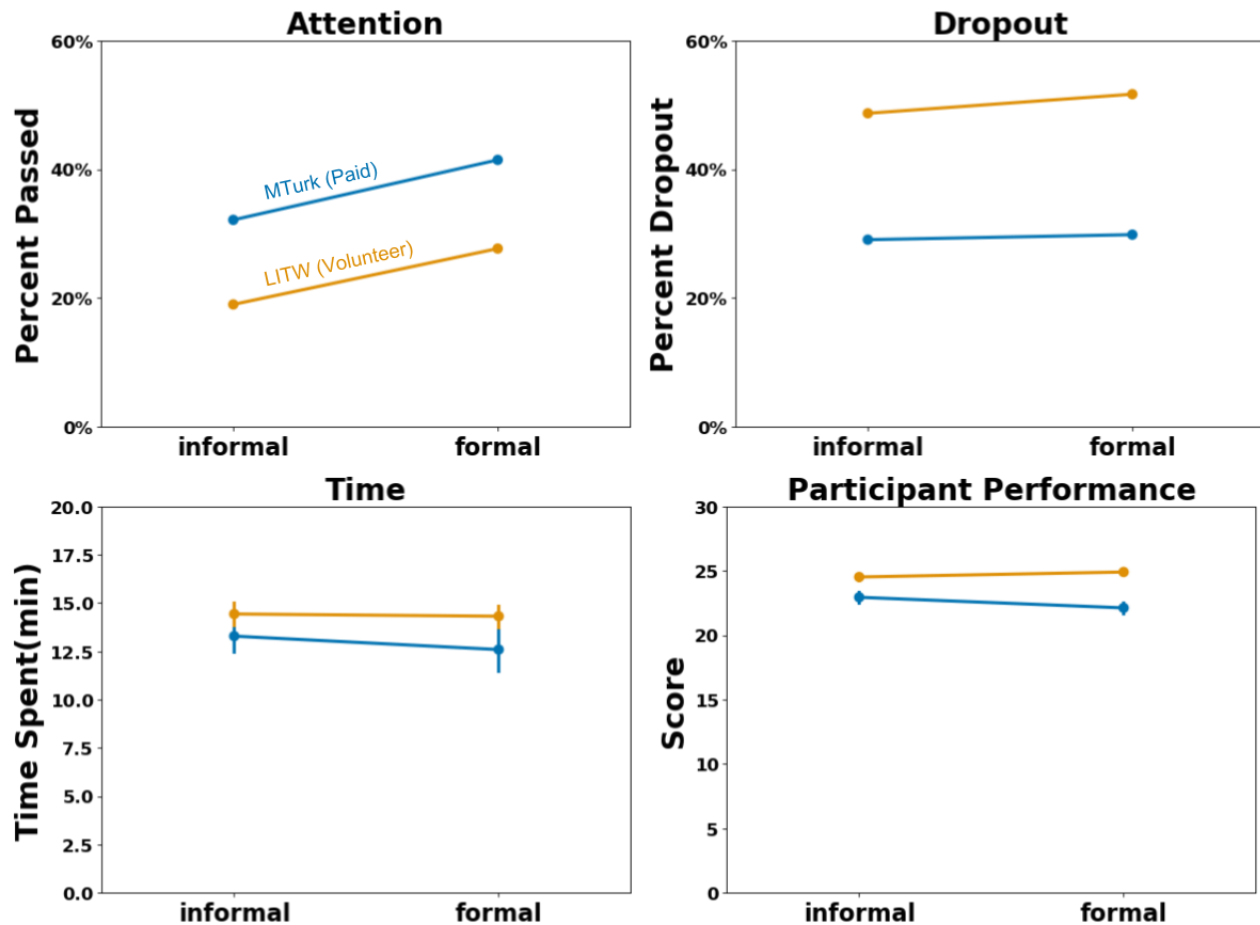 Attention
Percent Passed
60%
40%
20%
0%
MTurk (Paid)
LITW (Volunteer)
informal formal
Dropout
Percent Dropout
60%
40%
20%
0%
informal formal
Time
Time Spent(min)
20.0
17.5
15.0
12.5
10.0
7.5
5.0
2.5
0.0
informal formal
Participant Performance
Score
30
25
20
15
10
5
0
informal formal